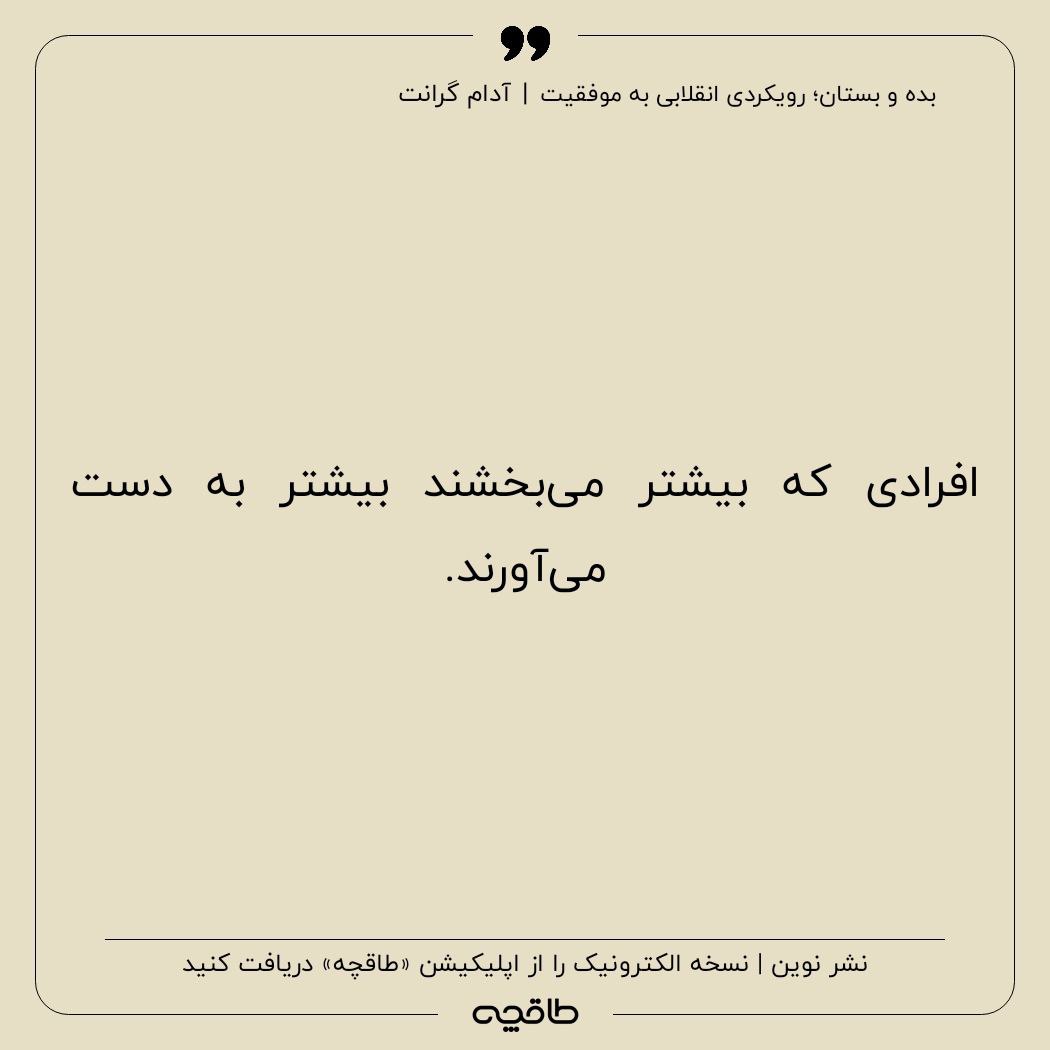 ❜❜
بده و بستان؛ رویکردی انقلابی به موفقیت | آدام گرانت
افرادی که بیشتر می‌بخشند بیشتر به دست
می‌آورند.
نشر نوین | نسخه الکترونیک را از اپلیکیشن «طاقچه» دریافت کنید
طاقچه